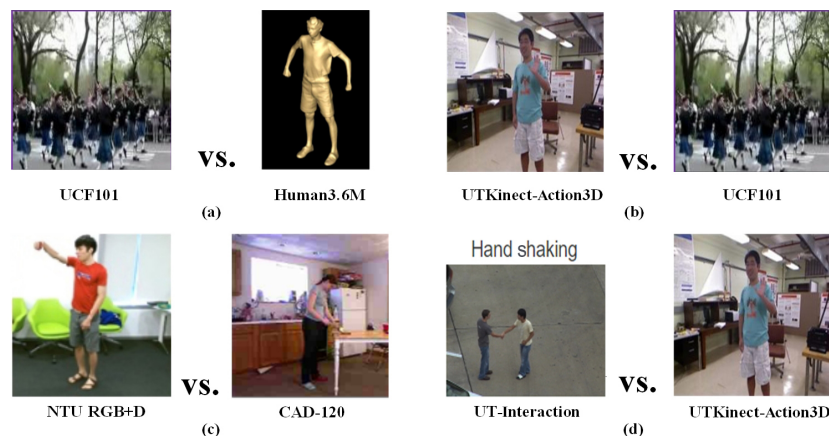 vs.
UCF101
Human3.6M
(a)
vs.
UTKinect-Action3D
UCF101
(b)
vs.
NTU RGB+D
CAD-120
(c)
Hand shaking
vs.
UT-Interaction
UTKinect-Action3D
(d)